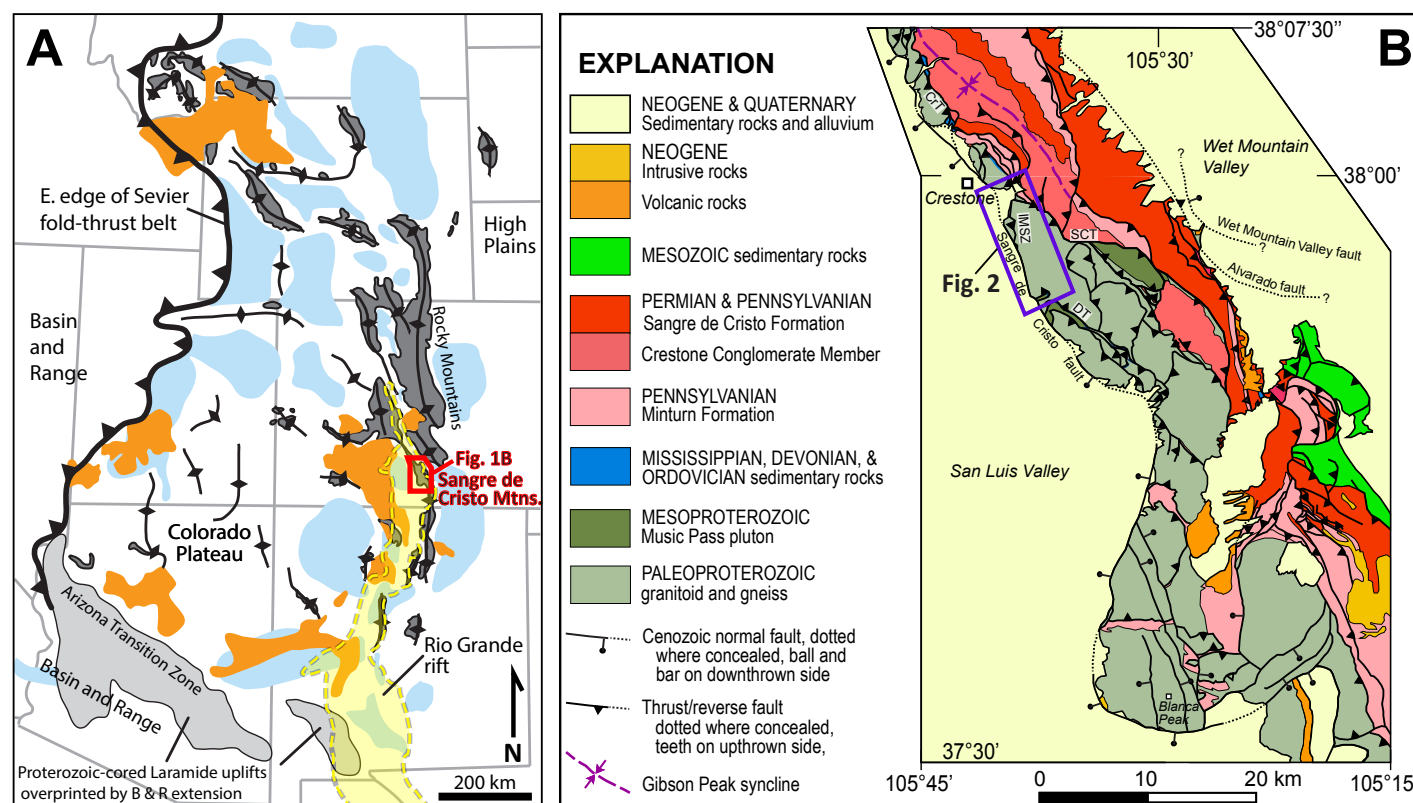 A
E. edge of Sevier
fold-thrust belt
High
Plains
Basin
and
Range
Rocky Mountains
Fig. 1B
Sangre de
Cristo Mtns.
Colorado
Plateau
Arizona Transition Zone
Basin and Range
Rio Grande
rift
N
Proterozoic-cored Laramide uplifts
overprinted by B & R extension
200 km
EXPLANATION
NEOGENE & QUATERNARY
Sedimentary rocks and alluvium
NEOGENE
Intrusive rocks
Volcanic rocks
MESOZOIC sedimentary rocks
PERMIAN & PENNSYLVANIAN
Sangre de Cristo Formation
Crestone Conglomerate Member
PENNSYLVANIAN
Minturn Formation
MISSISSIPPIAN, DEVONIAN, &
ORDOVICIAN sedimentary rocks
MESOPROTEROZOIC
Music Pass pluton
PALEOPROTEROZOIC
granitoid and gneiss
Cenozoic normal fault, dotted
where concealed, ball and
bar on downthrown side
Thrust/reverse fault
dotted where concealed,
teeth on upthrown side,
Gibson Peak syncline
B
38°07'30''
105°30'
CrT
Wet Mountain
Valley
?
38°00'
Crestone
IMSZ
SCT
Wet Mountain Valley fault
?
Alvarado fault
?
Fig. 2
Sangre de
Cristo fault
DT
San Luis Valley
Blanca
Peak
37°30'
105°45'
105°15'
0
10
20 km